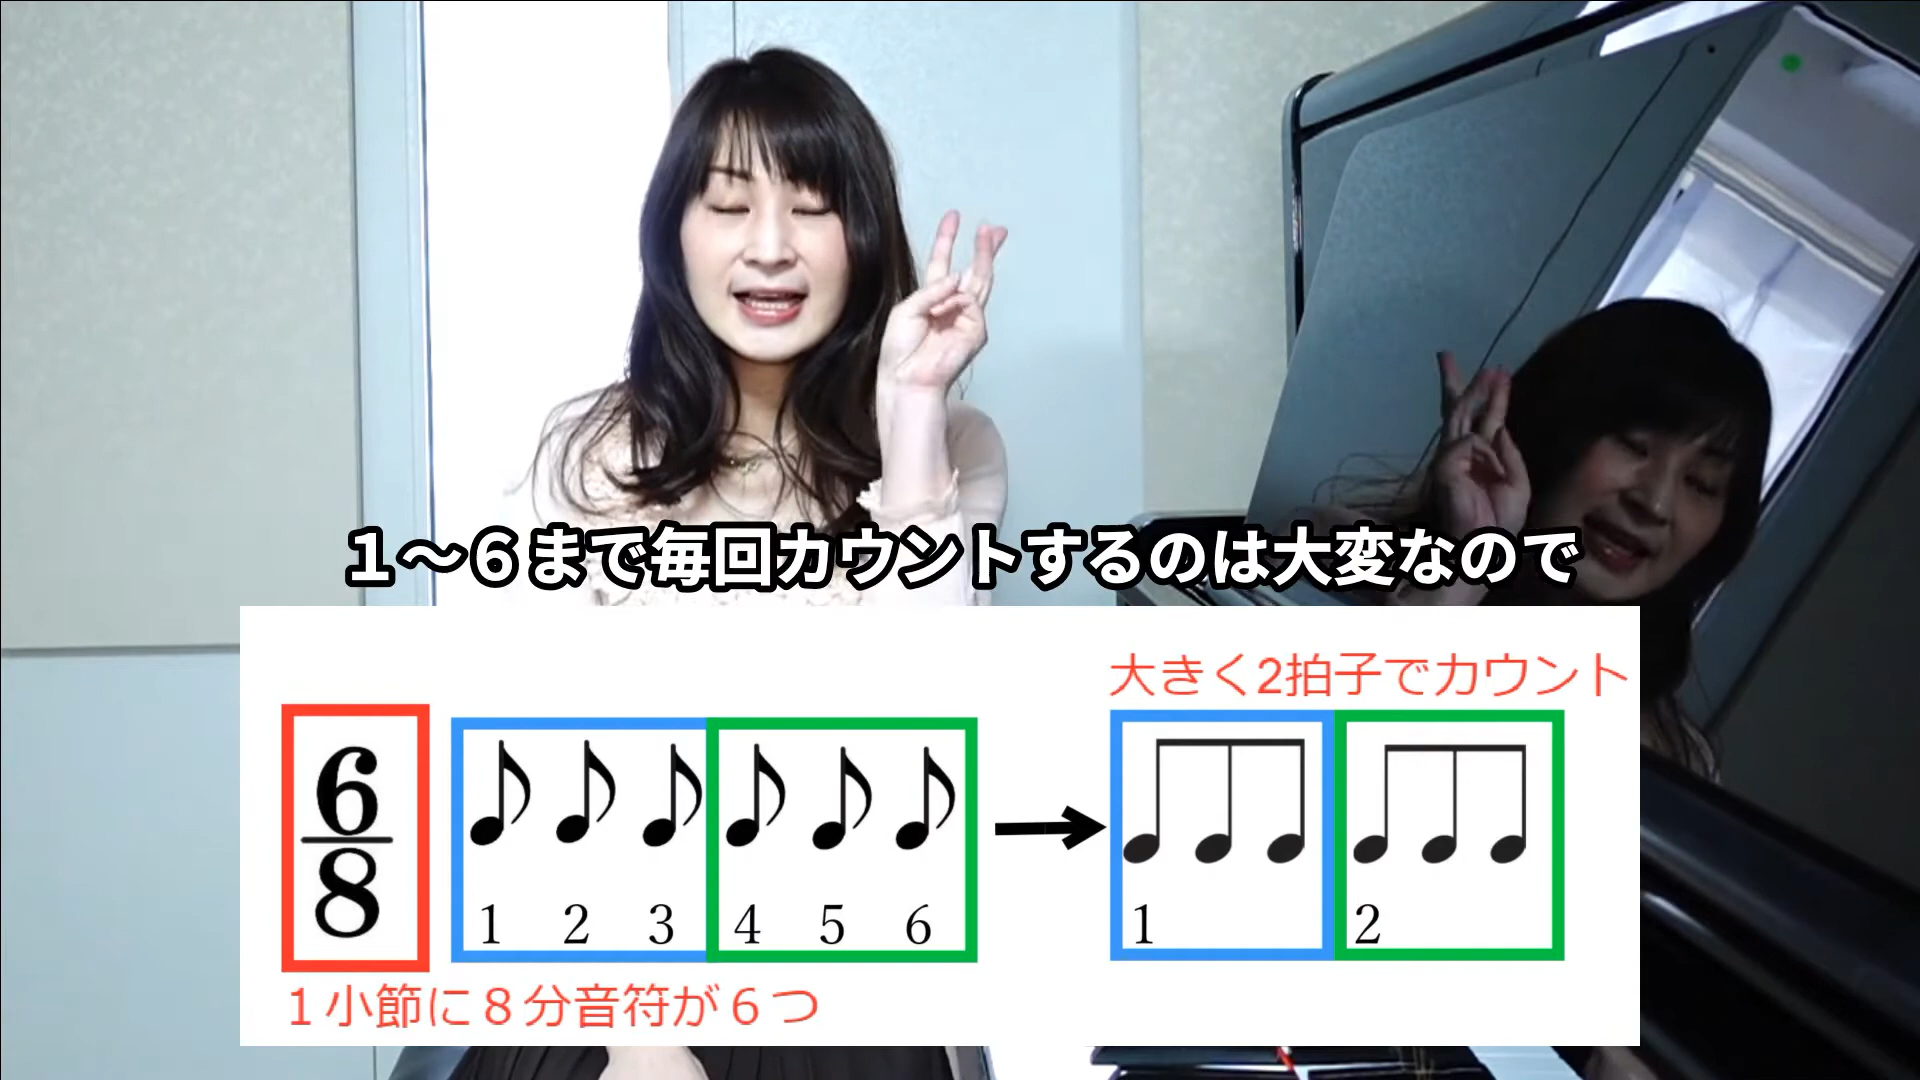 １～６まで毎回カウントするのは大変なので
大きく2拍子でカウント
6
8
1 2 3 4 5 6
1 2
１小節に８分音符が６つ